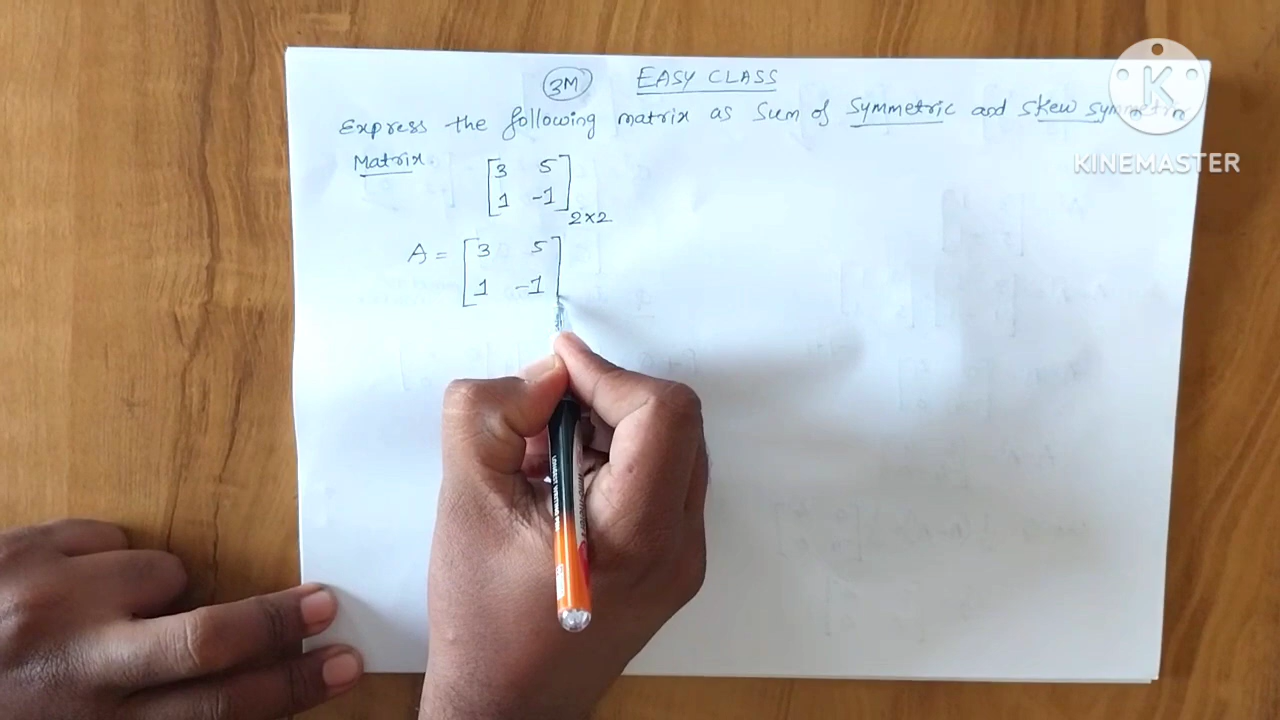 3M EASY CLASS
Express the following matrix as Sum of Symmetric and skew symmetric
Matrix.
[3 5
1 -1] 2×2
A = [3 5
1 -1]
K
KINEMASTER